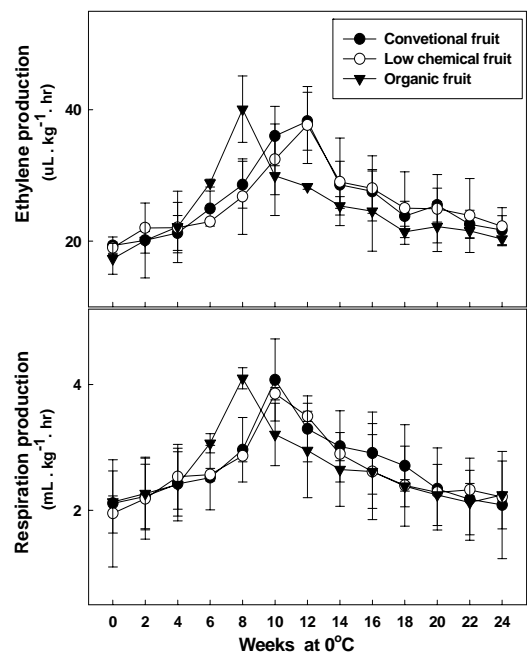 Convetional fruit
Low chemical fruit
Organic fruit
Ethylene production
(uL . kg⁻¹. hr)
40
20
Respiration production
(mL . kg⁻¹. hr)
4
2
0 2 4 6 8 10 12 14 16 18 20 22 24
Weeks at 0°C